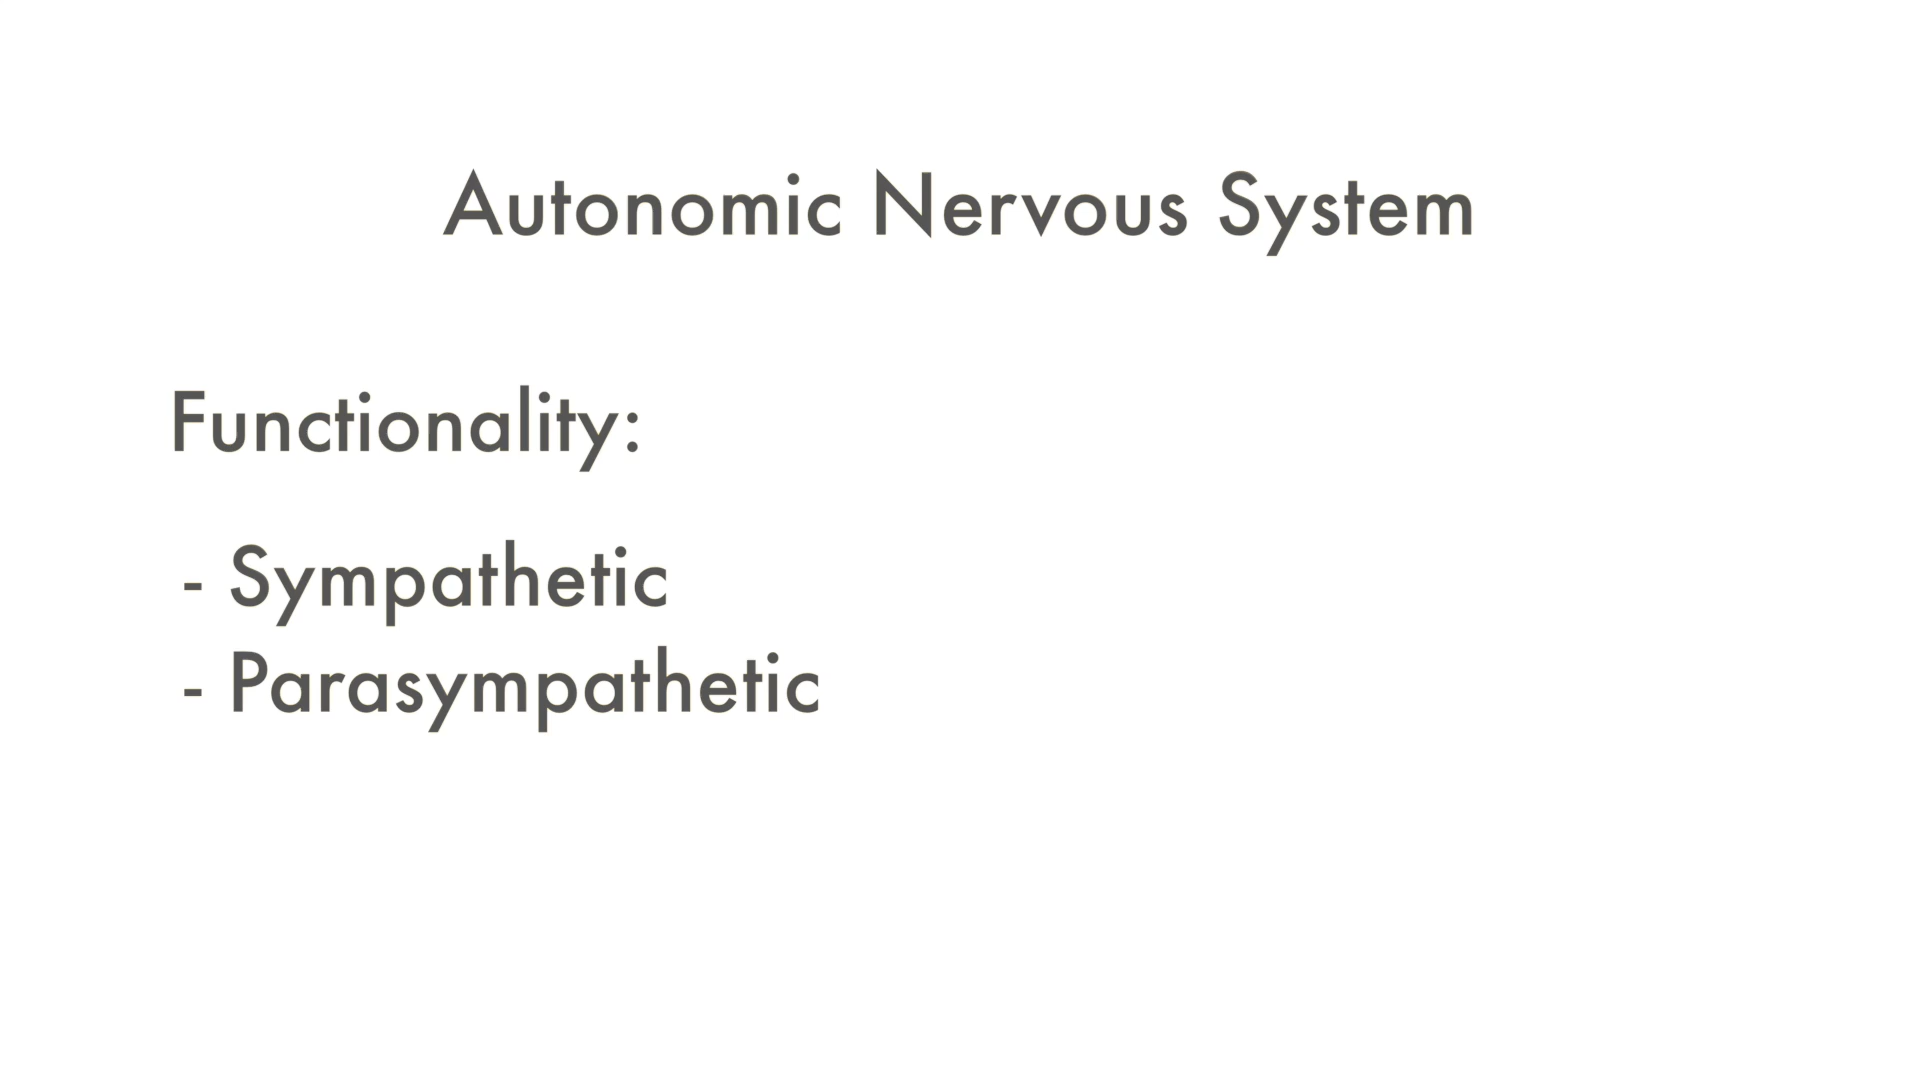 Autonomic Nervous System
Functionality:
- Sympathetic
- Parasympathetic